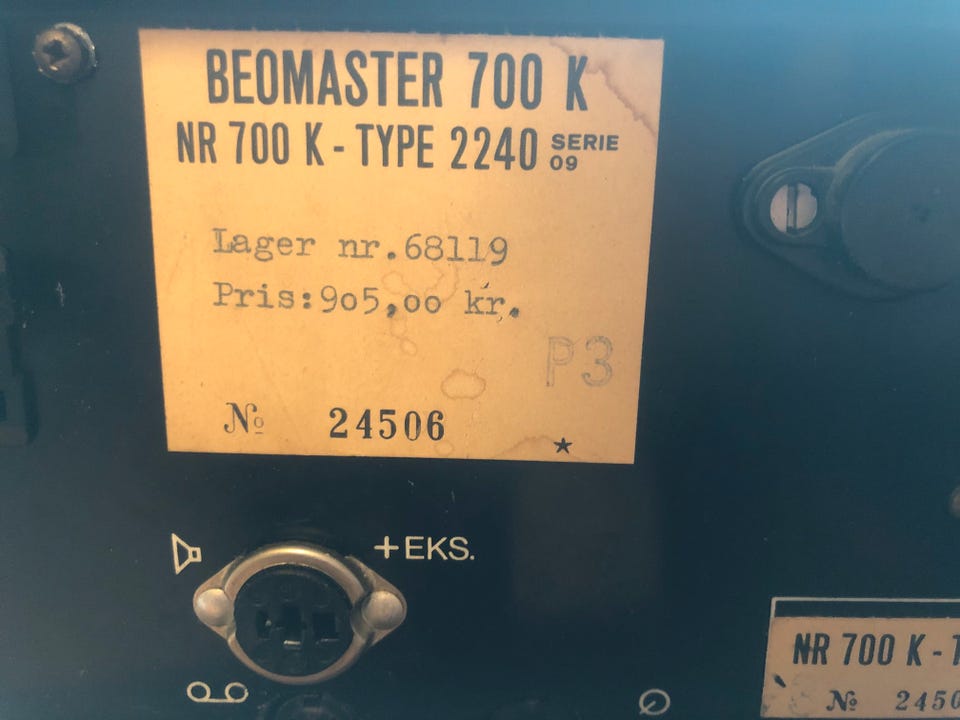 BEOMASTER 700 K
NR 700 K - TYPE 2240 SERIE 09
Lager nr.68119
Pris:905,00 kr.
P3
№ 24506
+EKS.
NR 700 K -
№